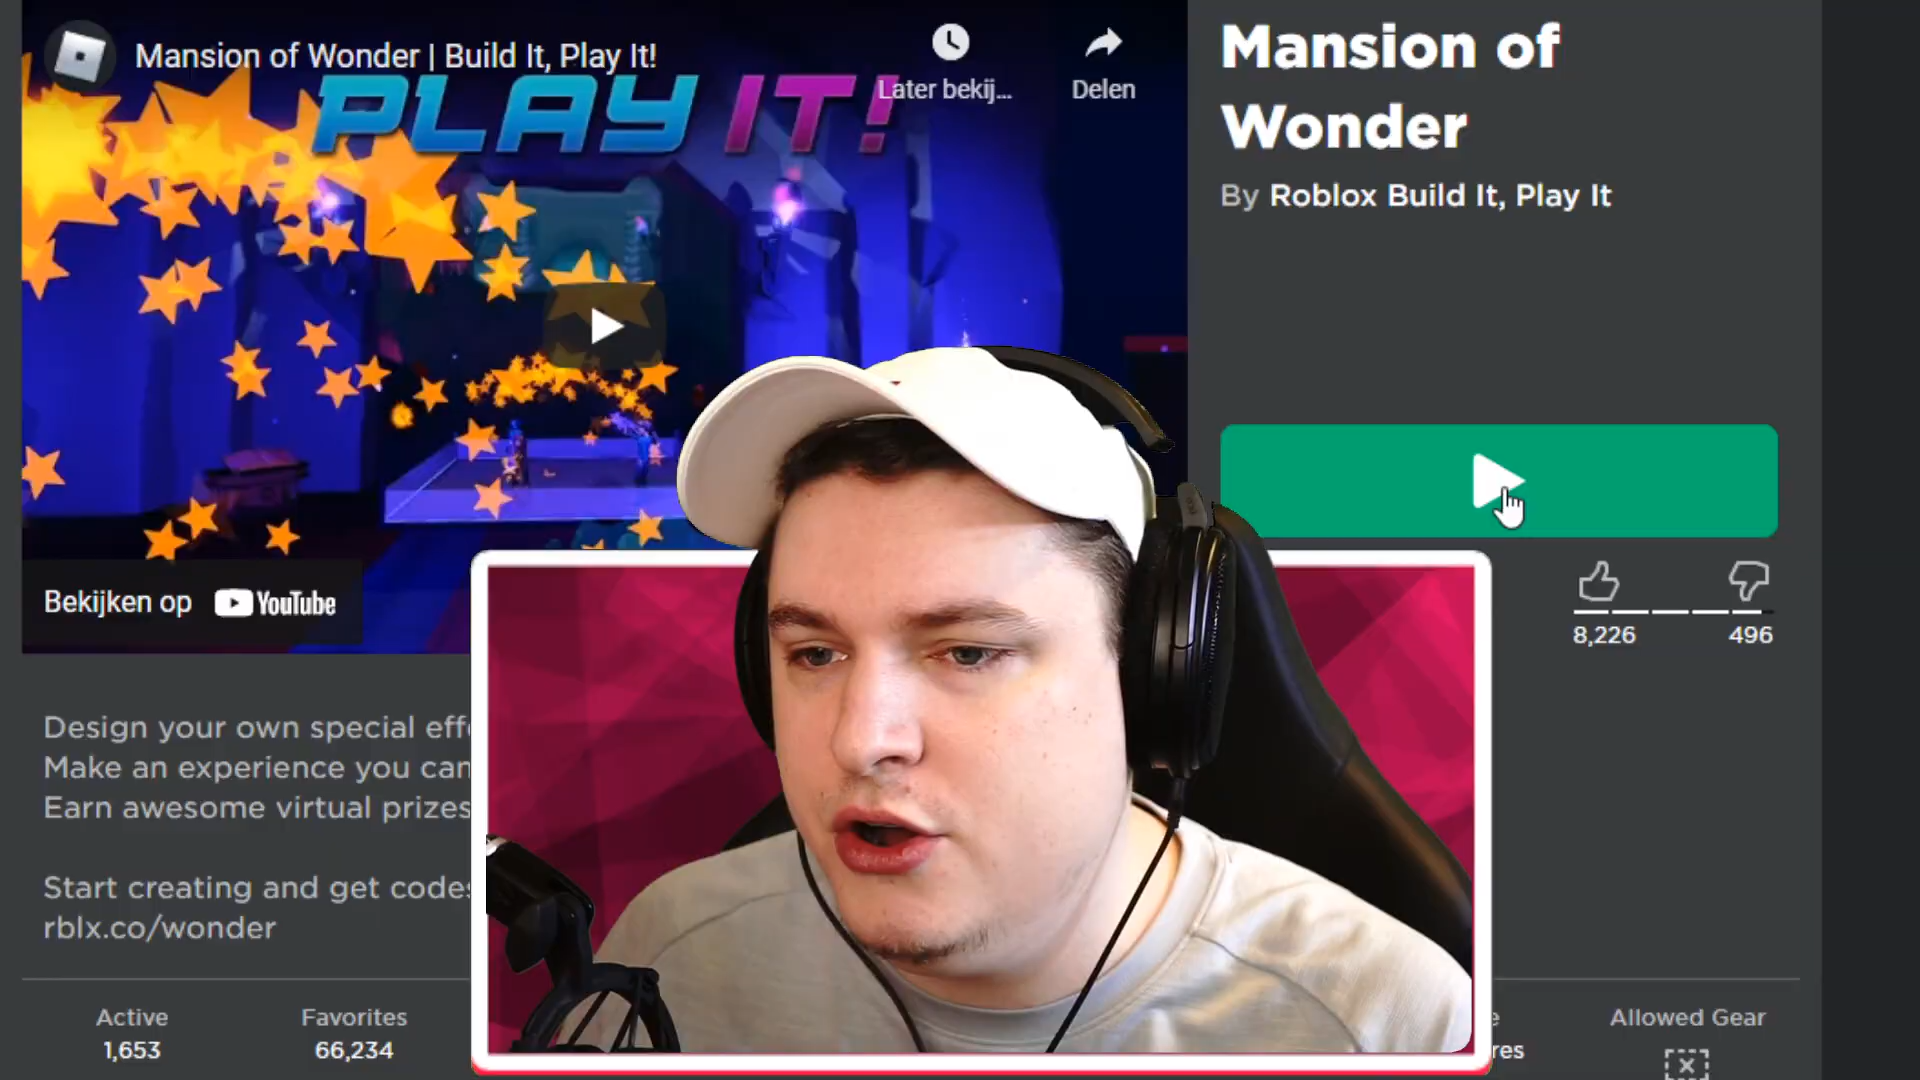 Mansion of Wonder | Build It, Play It!
Later bekij...
Delen
PLAY IT!
Bekijken op YouTube
Mansion of
Wonder
By Roblox Build It, Play It
8,226
496
Design your own special eff
Make an experience you can
Earn awesome virtual prizes
Start creating and get codes
rblx.co/wonder
Active
1,653
Favorites
66,234
res
Allowed Gear